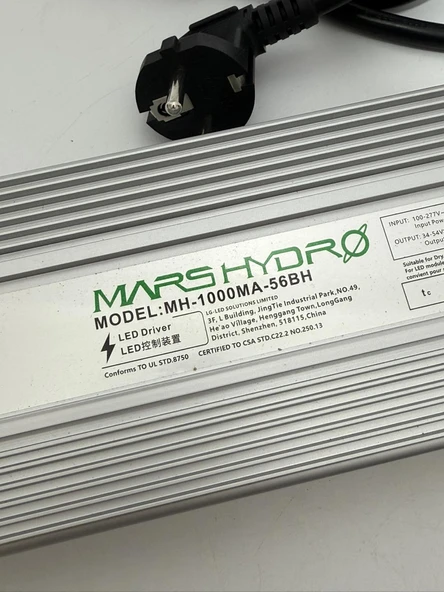 MARS HYDRO
MODEL:MH-1000MA-56BH
LED Driver
LED控制装置
Conforms TO UL STD.8750
LG-LED SOLUTIONS LIMITED
3F, L Building, JingTie Industrial Park,NO.49,
He'ao Village, Henggang Town,LongGang
District, Shenzhen, 518115,China
CERTIFIED TO CSA STD.C22.2 NO.250.13
INPUT: 100-277V~
Input Pow
OUTPUT: 34-54V
Outpu
Suitable for Dry
For LED module
tc